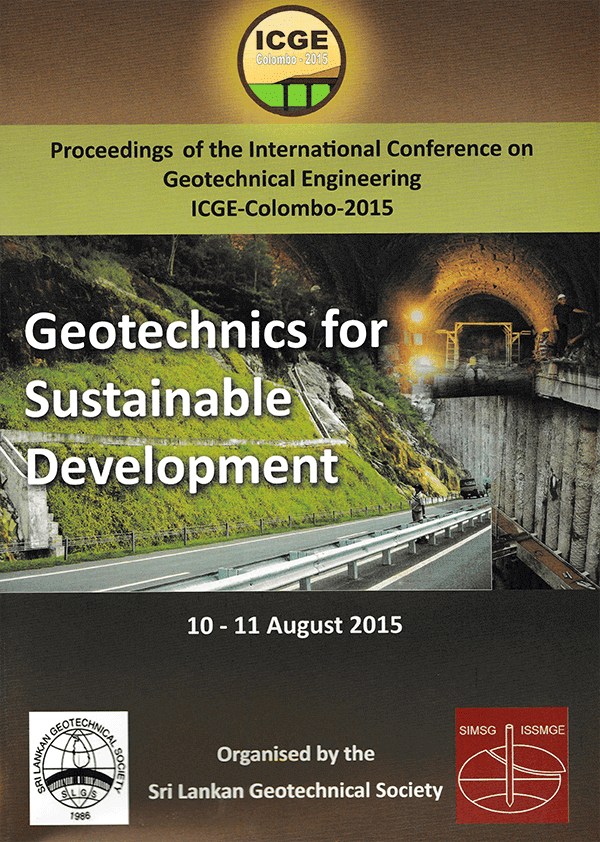 ICGE
Colombo - 2015
Proceedings of the International Conference on
Geotechnical Engineering
ICGE-Colombo-2015
Geotechnics for
Sustainable
Development
10 - 11 August 2015
SRI LANKAN GEOTECHNICAL SOCIETY
SLGS
1986
Organised by the
Sri Lankan Geotechnical Society
SIMSG ISSMGE